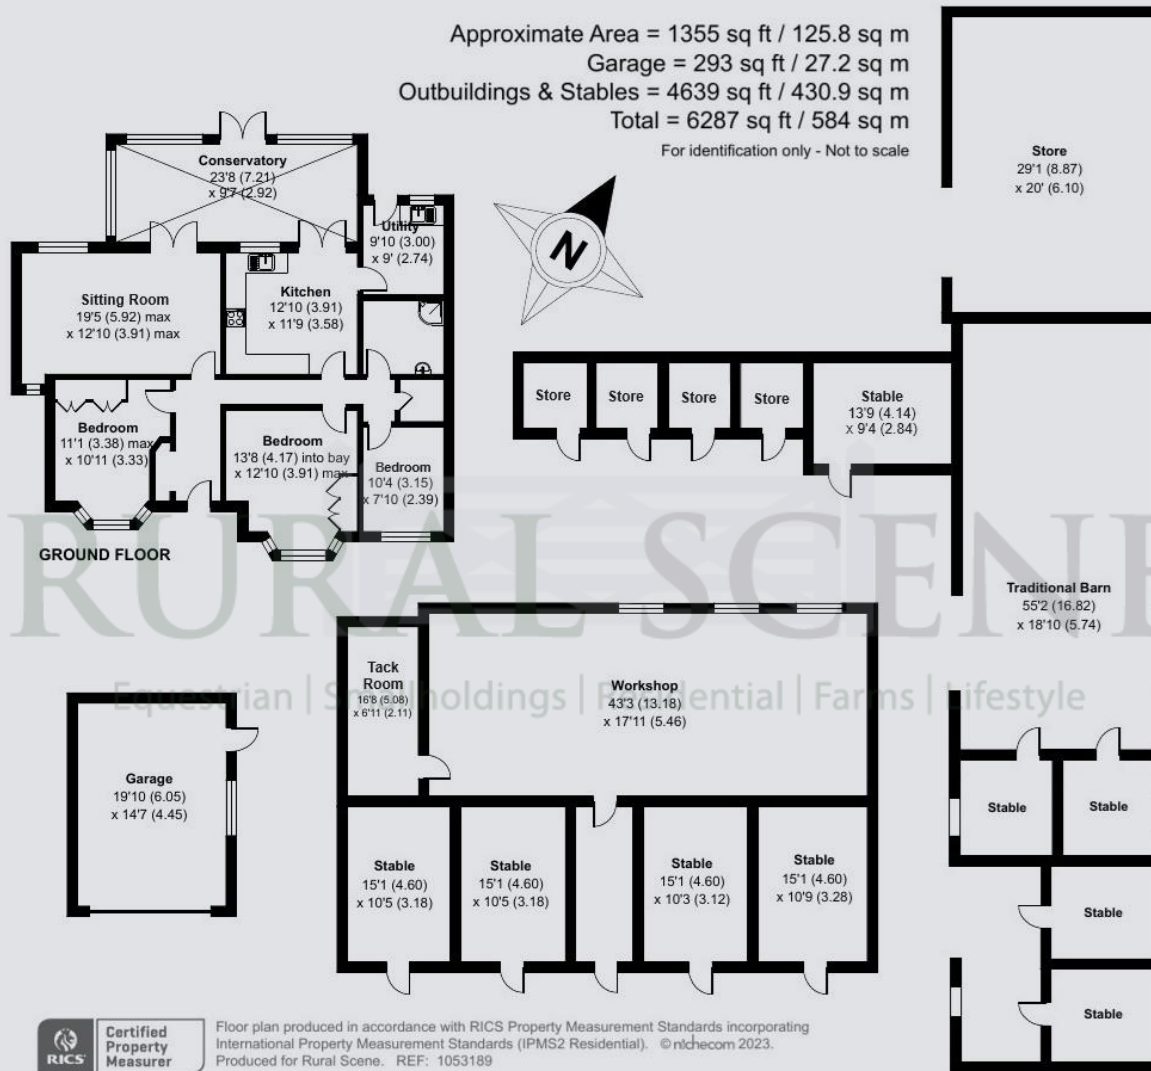 Approximate Area = 1355 sq ft / 125.8 sq m
Garage = 293 sq ft / 27.2 sq m
Outbuildings & Stables = 4639 sq ft / 430.9 sq m
Total = 6287 sq ft / 584 sq m
For identification only - Not to scale
Conservatory
23'8 (7.21)
x 9'7 (2.92)
Utility
9'10 (3.00)
x 9' (2.74)
Sitting Room
19'5 (5.92) max
x 12'10 (3.91) max
Kitchen
12'10 (3.91)
x 11'9 (3.58)
Bedroom
11'1 (3.38) max
x 10'11 (3.33)
Bedroom
13'8 (4.17) into bay
x 12'10 (3.91) max
Bedroom
10'4 (3.15)
x 7'10 (2.39)
GROUND FLOOR
N
Store
29'1 (8.87)
x 20' (6.10)
Store
Store
Store
Store
Stable
13'9 (4.14)
x 9'4 (2.84)
RURAL SCENE
Equestrian | Smallholdings | Residential | Farms | Lifestyle
Traditional Barn
55'2 (16.82)
x 18'10 (5.74)
Tack
Room
16'8 (5.08)
x 6'11 (2.11)
Workshop
43'3 (13.18)
x 17'11 (5.46)
Garage
19'10 (6.05)
x 14'7 (4.45)
Stable
15'1 (4.60)
x 10'5 (3.18)
Stable
15'1 (4.60)
x 10'5 (3.18)
Stable
15'1 (4.60)
x 10'3 (3.12)
Stable
15'1 (4.60)
x 10'9 (3.28)
Stable
Stable
Stable
Stable
RICS
Certified
Property
Measurer
Floor plan produced in accordance with RICS Property Measurement Standards incorporating
International Property Measurement Standards (IPMS2 Residential). © nichecom 2023.
Produced for Rural Scene. REF: 1053189